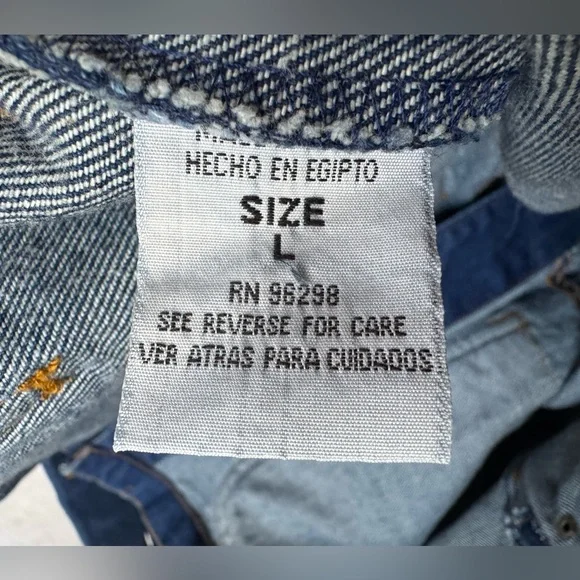 HECHO EN EGIPTO
SIZE
L
RN 96298
SEE REVERSE FOR CARE
VER ATRAS PARA CUIDADOS